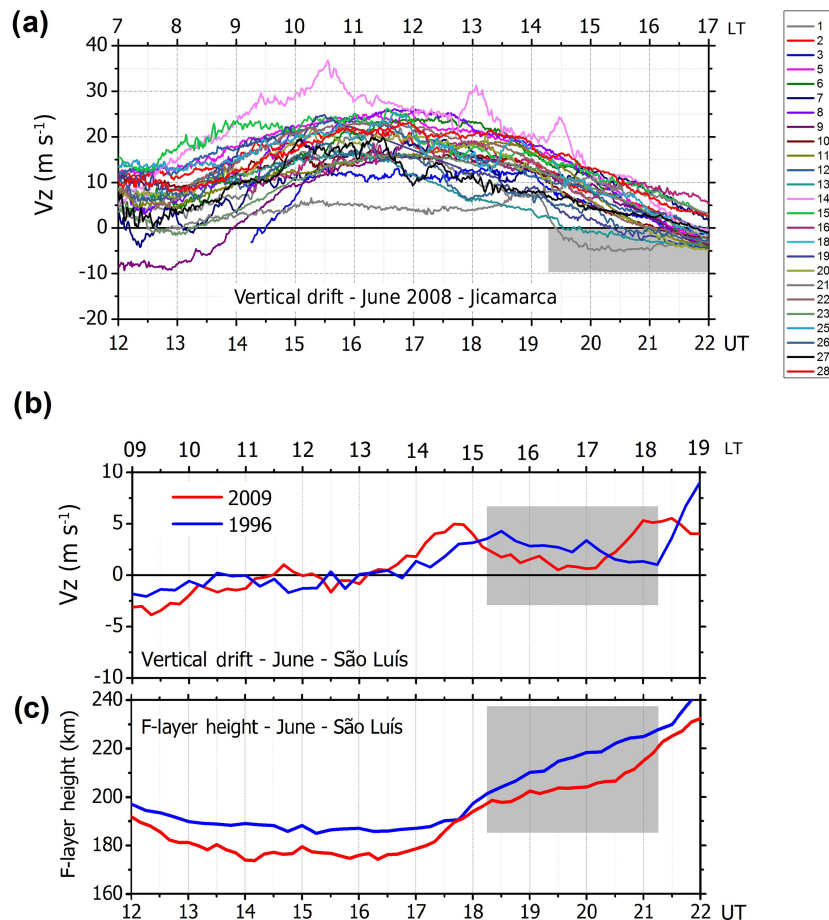 (a)
7 8 9 10 11 12 13 14 15 16 17 LT
40
30
20
10
0
-10
-20
Vz (m s⁻¹)
Vertical drift - June 2008 - Jicamarca
12 13 14 15 16 17 18 19 20 21 22
UT
1
2
3
5
6
7
8
9
10
11
12
13
14
15
16
18
19
20
21
22
23
25
26
27
28
(b)
09 10 11 12 13 14 15 16 17 18 19 LT
10
5
0
-5
-10
Vz (m s⁻¹)
2009
1996
Vertical drift - June - São Luís
(c)
240
220
200
180
160
F-layer height (km)
F-layer height - June - São Luís
12 13 14 15 16 17 18 19 20 21 22
UT